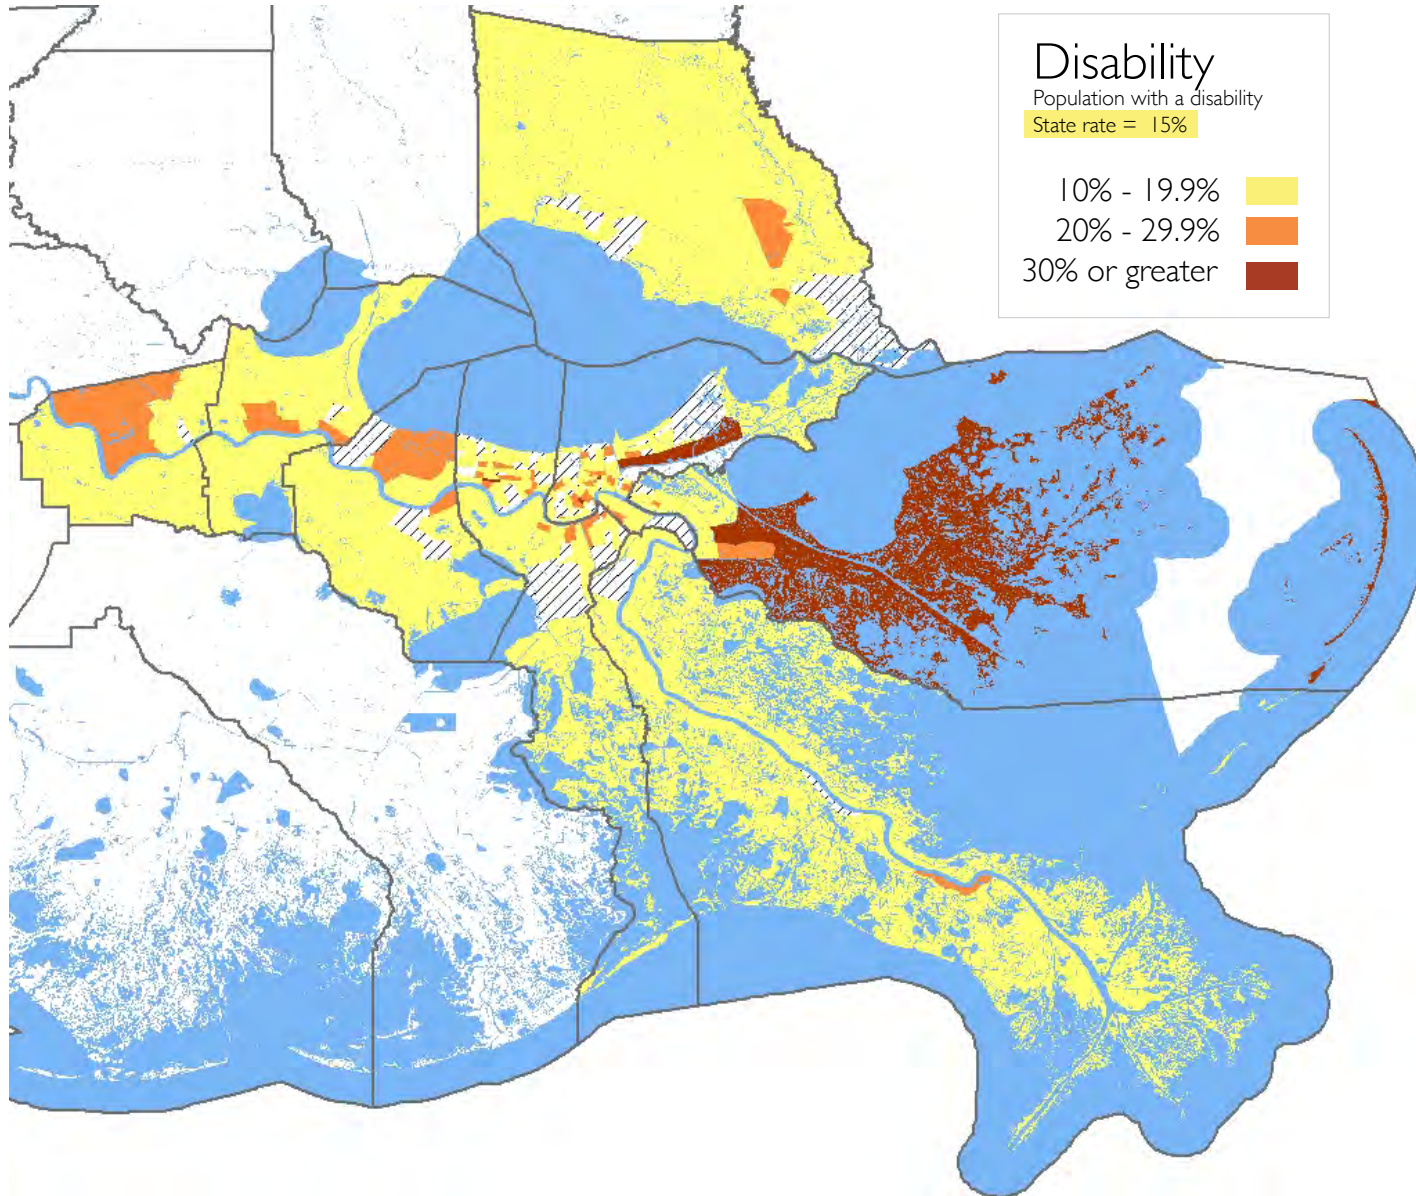 Disability
Population with a disability
State rate = 15%
10% - 19.9%
20% - 29.9%
30% or greater